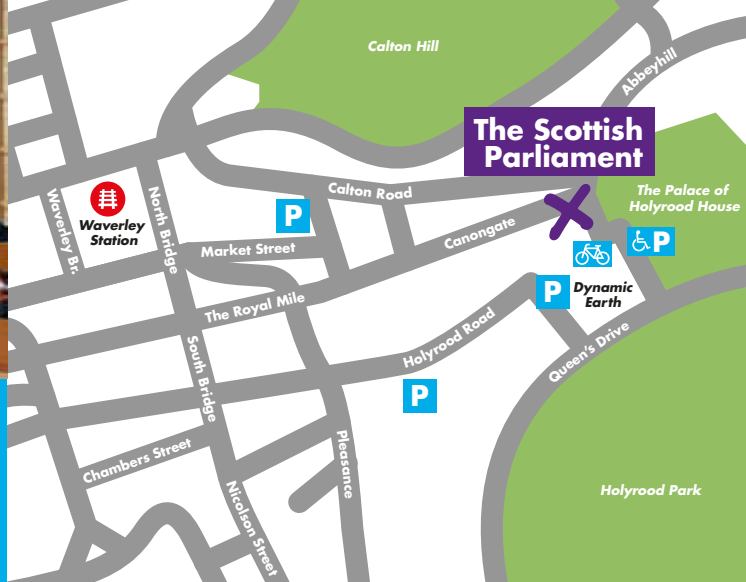 Calton Hill
Abbeyhill
The Scottish
Parliament
Calton Road
The Palace of
Holyrood House
Waverley Br.
Waverley
Station
North Bridge
P
Market Street
Canongate
P
The Royal Mile
P
Dynamic
Earth
Holyrood Road
Queen's Drive
South Bridge
P
Chambers Street
Pleasance
Nicolson Street
Holyrood Park